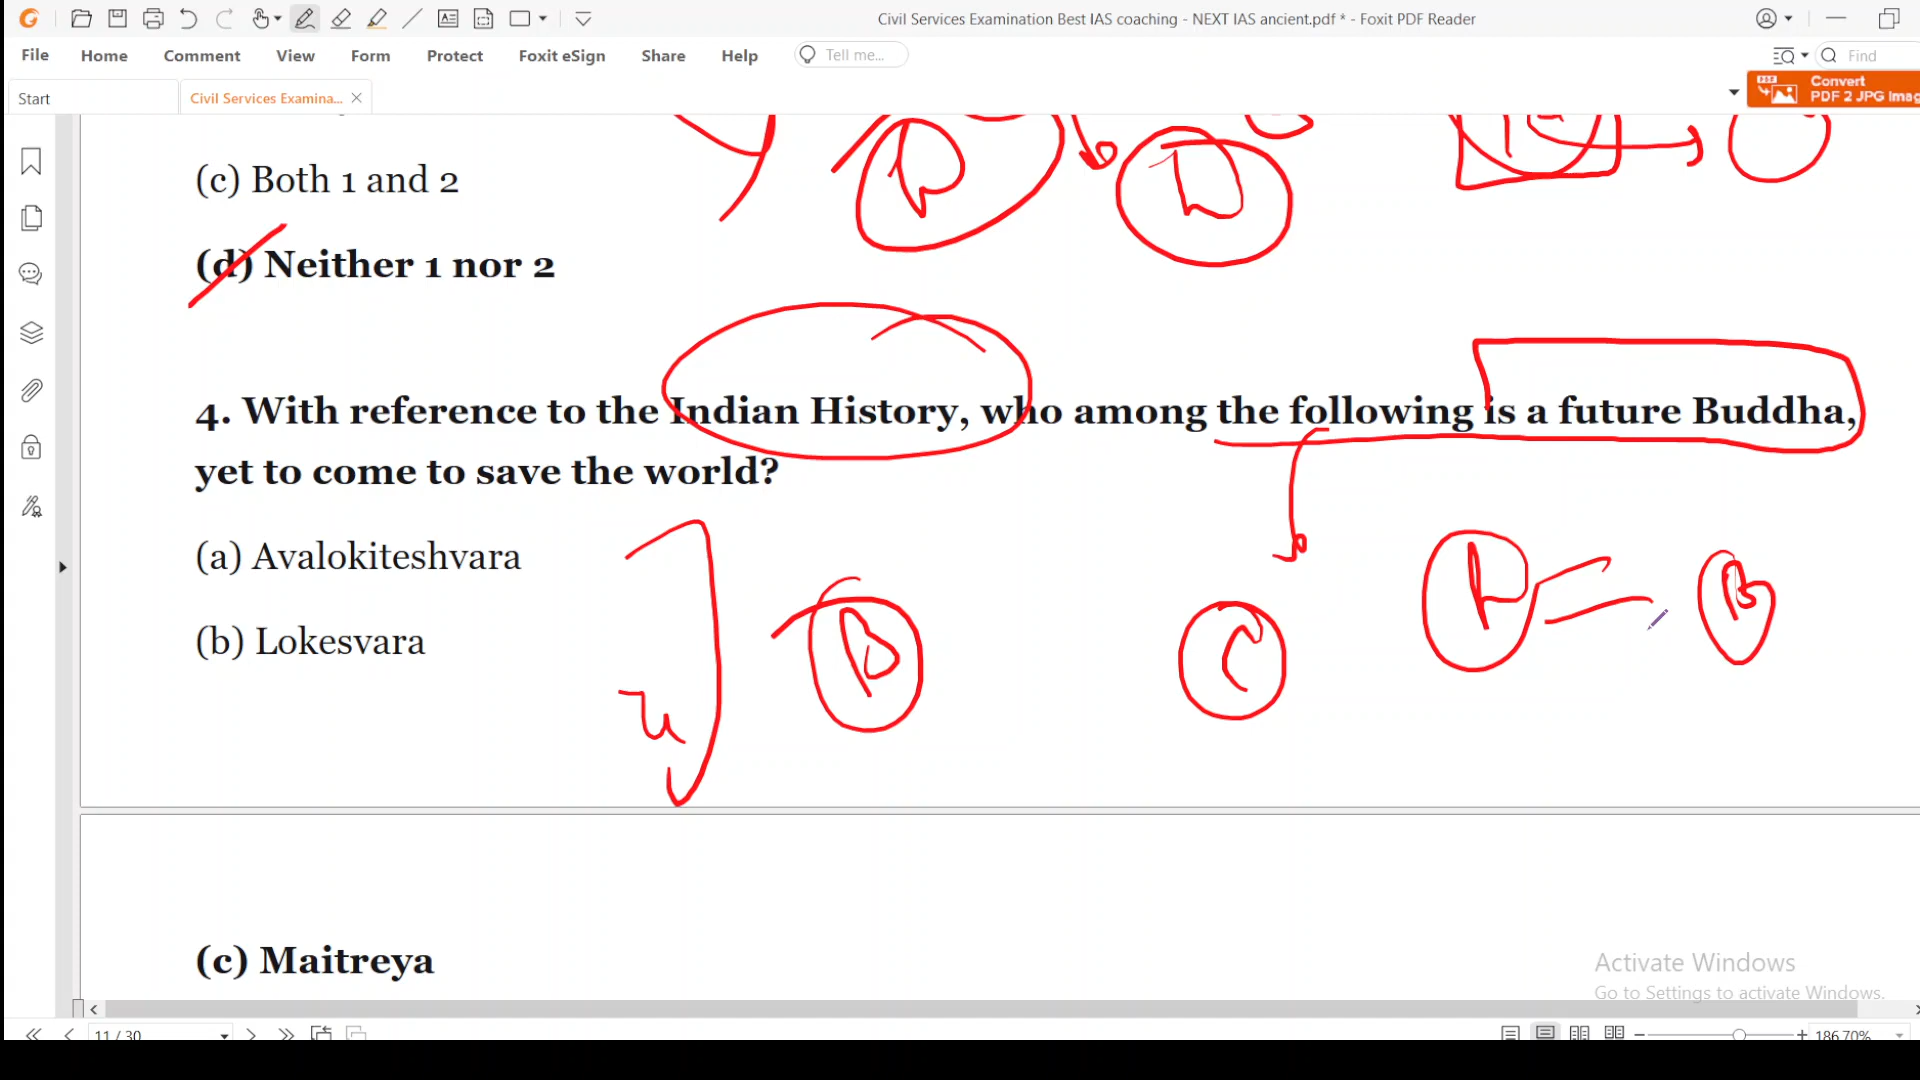 Civil Services Examination Best IAS coaching - NEXT IAS ancient.pdf * - Foxit PDF Reader
File Home Comment View Form Protect Foxit eSign Share Help Tell me... Find
Start Civil Services Examina...
Convert
PDF 2 JPG Imag
(c) Both 1 and 2
(d) Neither 1 nor 2
4. With reference to the Indian History, who among the following is a future Buddha,
yet to come to save the world?
(a) Avalokiteshvara
(b) Lokesvara
(c) Maitreya
Activate Windows
Go to Settings to activate Windows.
11 / 30
186.70%